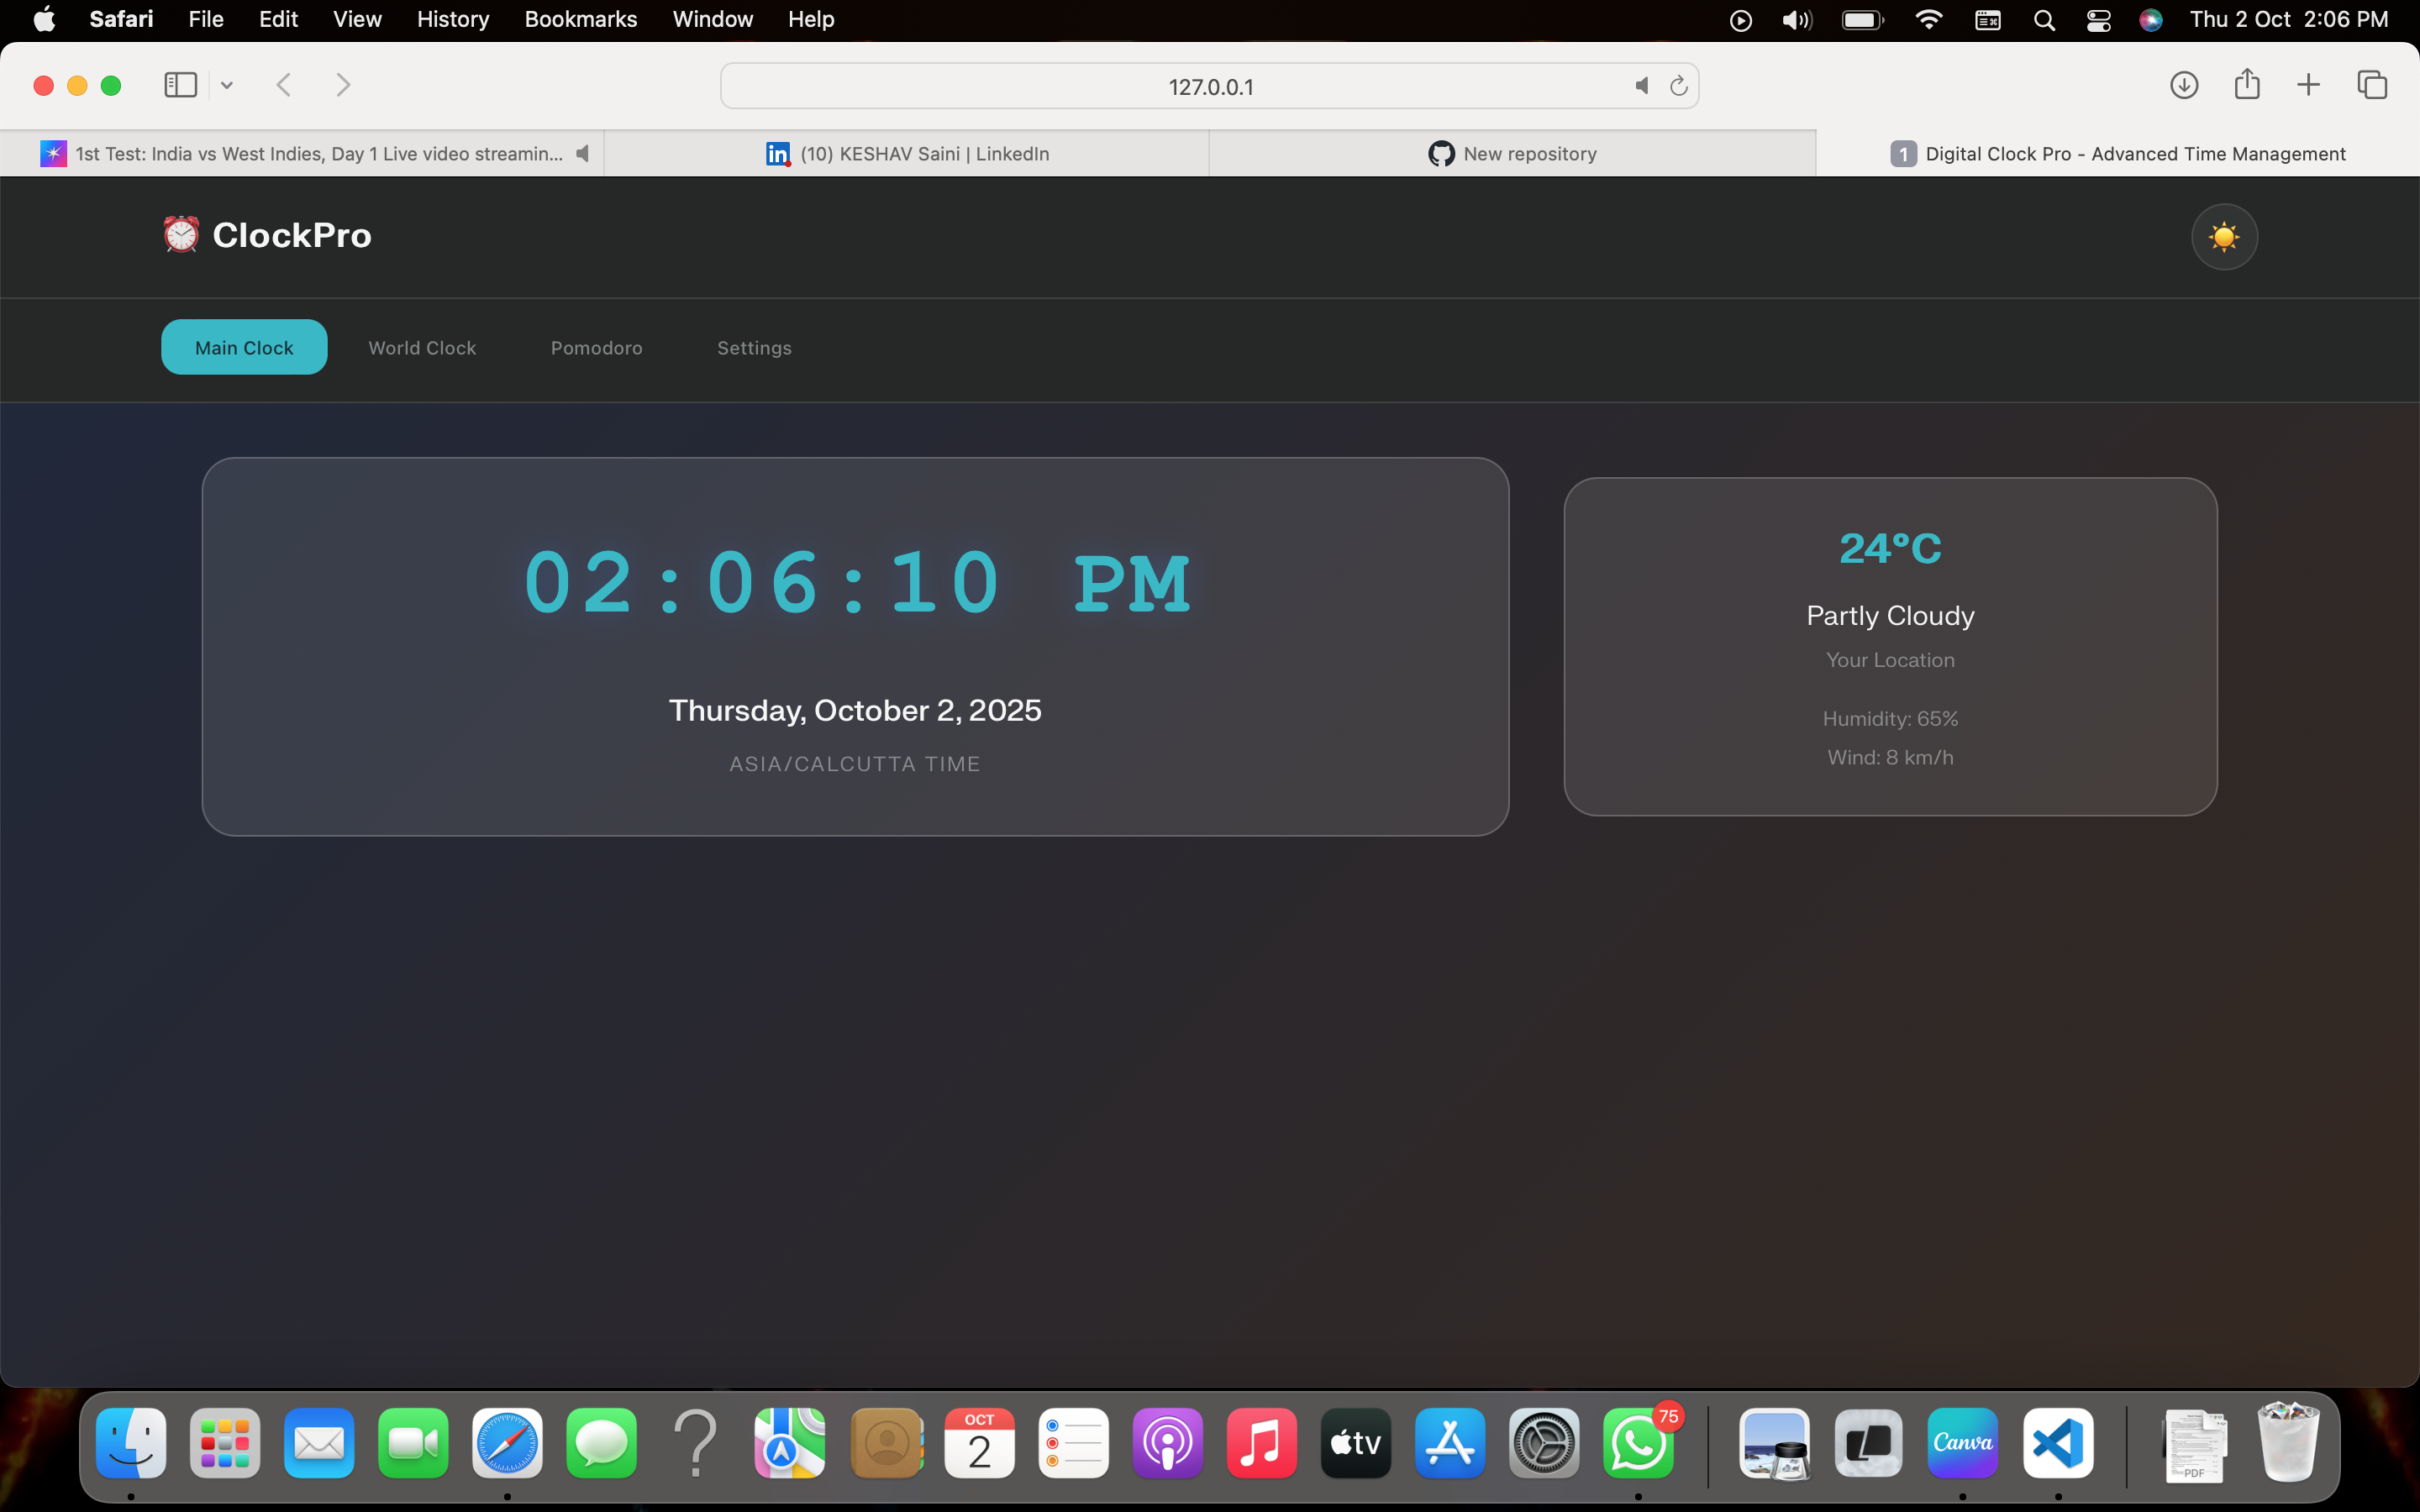 Safari File Edit View History Bookmarks Window Help Thu 2 Oct 2:06 PM
127.0.0.1
1st Test: India vs West Indies, Day 1 Live video streamin...
in (10) KESHAV Saini | LinkedIn
New repository
1 Digital Clock Pro - Advanced Time Management
ClockPro
Main Clock World Clock Pomodoro Settings
02:06:10 PM
Thursday, October 2, 2025
ASIA/CALCUTTA TIME
24°C
Partly Cloudy
Your Location
Humidity: 65%
Wind: 8 km/h
OCT
2
tv
75
Canva
PDF